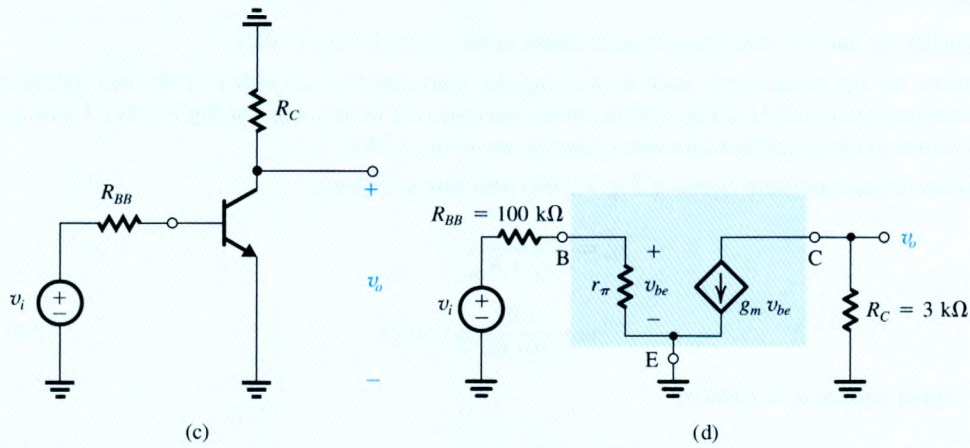 R_C
R_BB
v_i
+
−
+
v_o
−
(c)
R_BB = 100 kΩ
B
v_i
+
−
r_π
+
v_be
−
g_m v_be
E
C
v_o
R_C = 3 kΩ
(d)